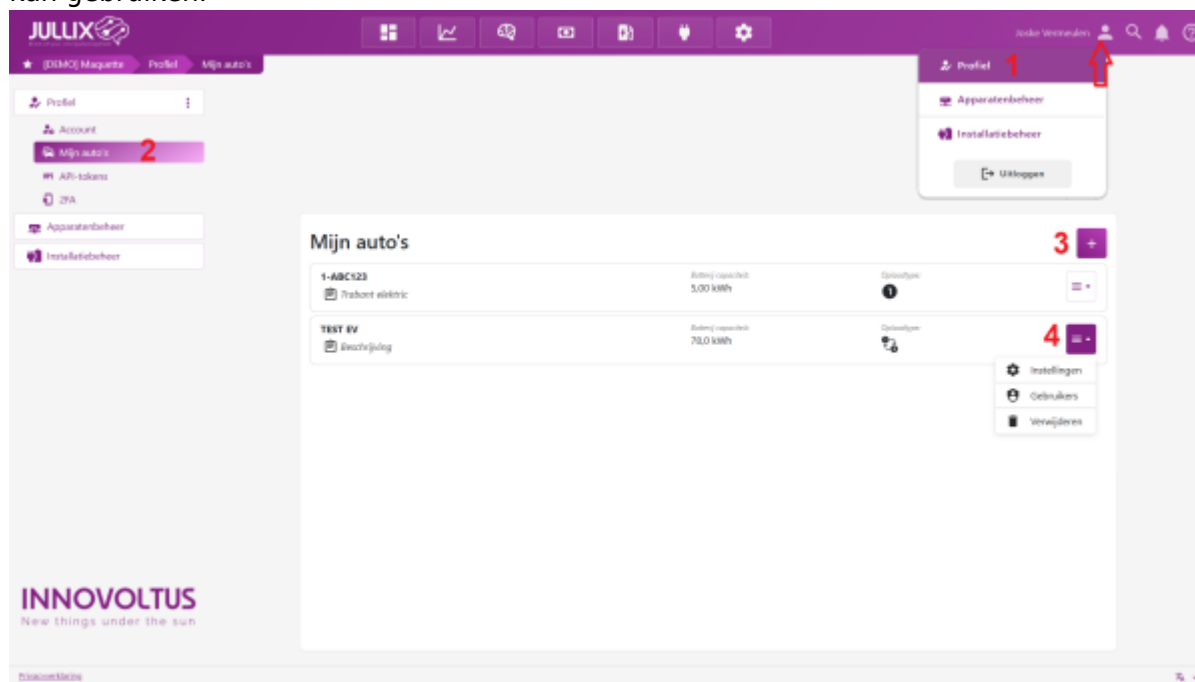 kan gebruiken.
JULLIX
Joske Vermeulen
[DEMO] Maquette Profiel Mijn auto's
Profiel 1
Apparatenbeheer
Installatiebeheer
Uitloggen
Profiel
Account
Mijn auto's 2
API-tokens
2FA
Apparatenbeheer
Installatiebeheer
Mijn auto's
3 +
1-ABC123
Trabant elektric
Batterij capaciteit
5,00 kWh
Oplaadtype
1
TEST EV
Beschrijving
Batterij capaciteit
70,0 kWh
Oplaadtype
4
Instellingen
Gebruikers
Verwijderen
INNOVOLTUS
New things under the sun
Privacyverklaring